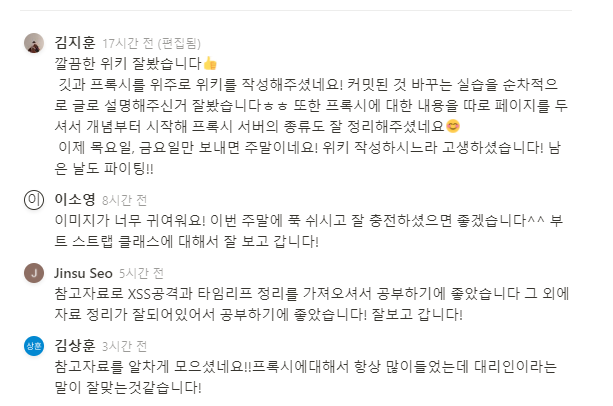 김지훈 17시간 전 (편집됨)
깔끔한 위키 잘봤습니다👍
깃과 프록시를 위주로 위키를 작성해주셨네요! 커밋된 것 바꾸는 실습을 순차적으
로 글로 설명해주신거 잘봤습니다ㅎㅎ 또한 프록시에 대한 내용을 따로 페이지를 두
셔서 개념부터 시작해 프록시 서버의 종류도 잘 정리해주셨네요😊
이제 목요일, 금요일만 보내면 주말이네요! 위키 작성하시느라 고생하셨습니다! 남
은 날도 파이팅!!
이 이소영 8시간 전
이미지가 너무 귀여워요! 이번 주말에 푹 쉬시고 잘 충전하셨으면 좋겠습니다^^ 부
트 스트랩 클래스에 대해서 잘 보고 갑니다!
J Jinsu Seo 5시간 전
참고자료로 XSS공격과 타임리프 정리를 가져오셔서 공부하기에 좋았습니다 그 외에
자료 정리가 잘되어있어서 공부하기에 좋았습니다! 잘보고 갑니다!
상훈 김상훈 3시간 전
참고자료를 알차게 모으셨네요!!프록시에대해서 항상 많이들었는데 대리인이라는
말이 잘맞는것같습니다!